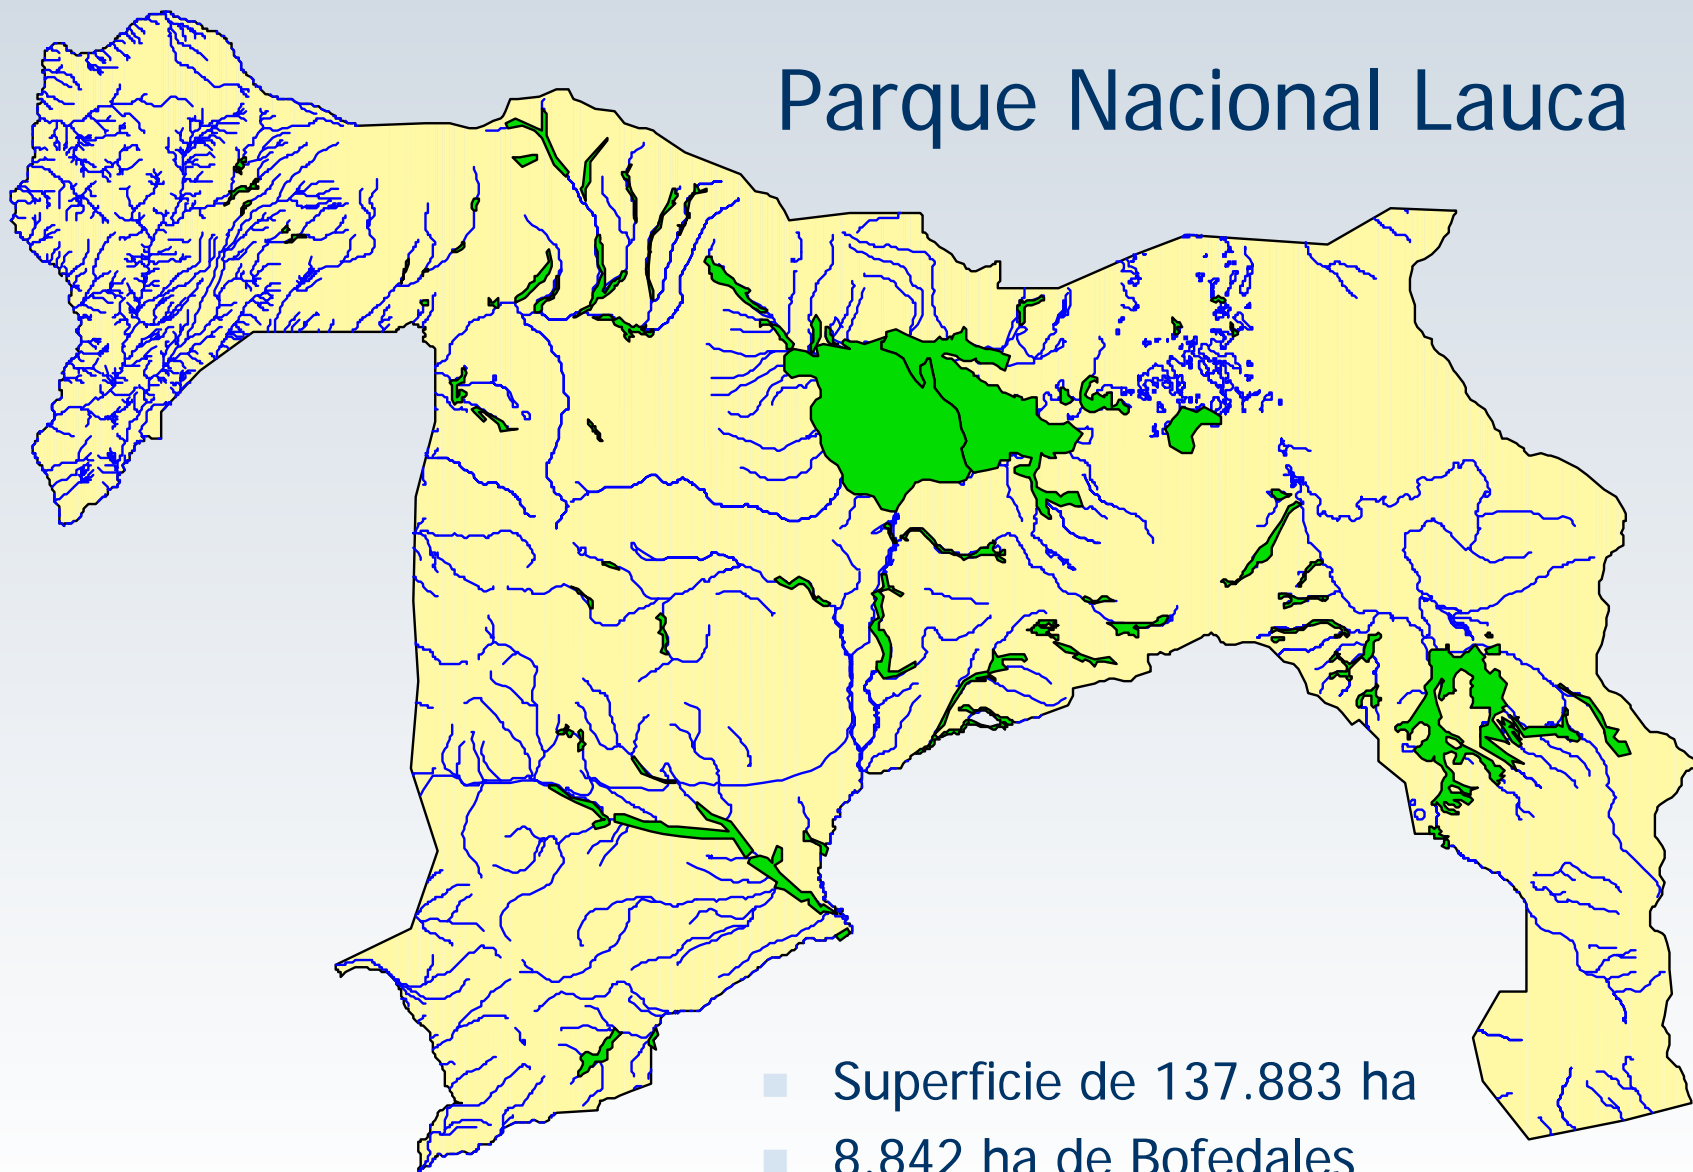 Parque Nacional Lauca
Superficie de 137.883 ha
8.842 ha de Bofedales